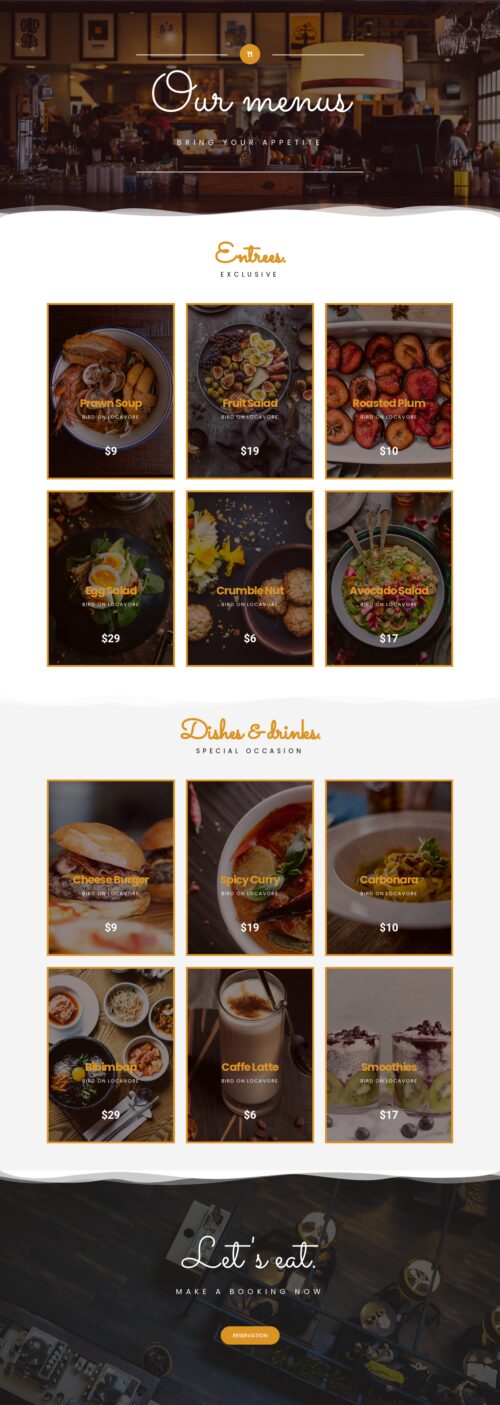 Our menus
BRING YOUR APPETITE
Entrees.
EXCLUSIVE
Prawn Soup
BIRD ON LOCAVORE
$9
Fruit Salad
BIRD ON LOCAVORE
$19
Roasted Plum
BIRD ON LOCAVORE
$10
Egg Salad
BIRD ON LOCAVORE
$29
Crumble Nut
BIRD ON LOCAVORE
$6
Avocado Salad
BIRD ON LOCAVORE
$17
Dishes & drinks.
SPECIAL OCCASION
Cheese Burger
BIRD ON LOCAVORE
$9
Spicy Curry
BIRD ON LOCAVORE
$19
Carbonara
BIRD ON LOCAVORE
$10
Bibimbap
BIRD ON LOCAVORE
$29
Caffe Latte
BIRD ON LOCAVORE
$6
Smoothies
BIRD ON LOCAVORE
$17
Let's eat.
MAKE A BOOKING NOW
RESERVATION